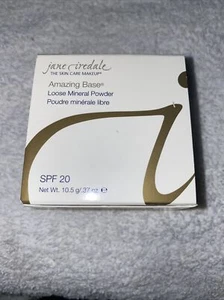 jane iredale
THE SKIN CARE MAKEUP®
Amazing Base®
Loose Mineral Powder
Poudre minérale libre
SPF 20
Net Wt. 10.5 g/.37 oz. ℮